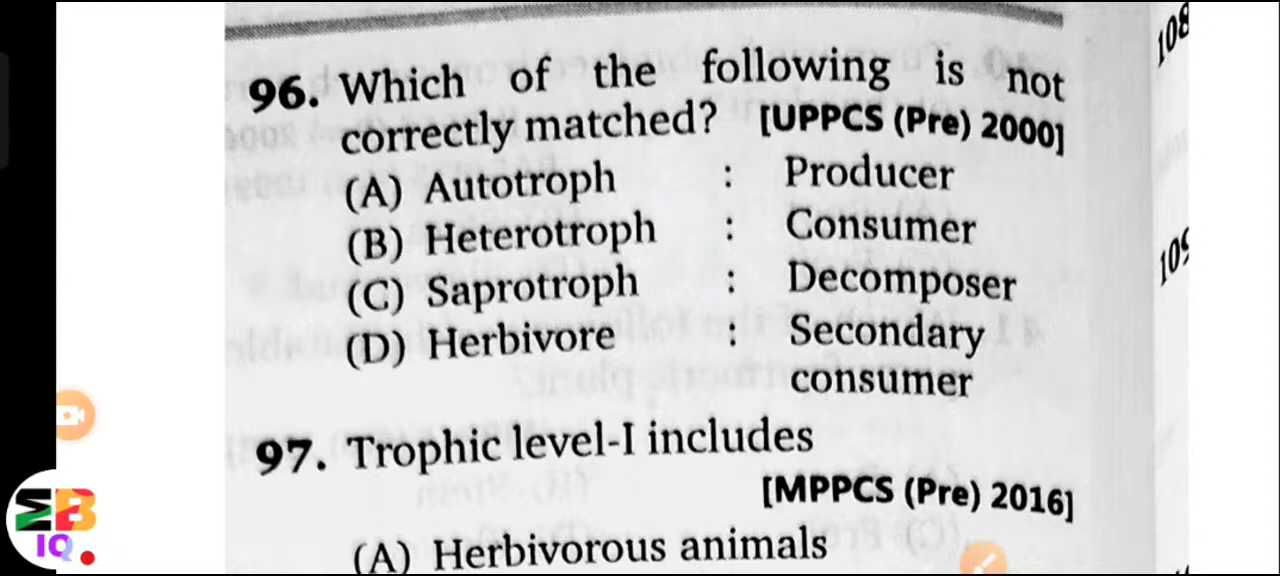 96. Which of the following is not
correctly matched? [UPPCS (Pre) 2000]
(A) Autotroph : Producer
(B) Heterotroph : Consumer
(C) Saprotroph : Decomposer
(D) Herbivore : Secondary
consumer
97. Trophic level-I includes
[MPPCS (Pre) 2016]
(A) Herbivorous animals
108
MB
IQ